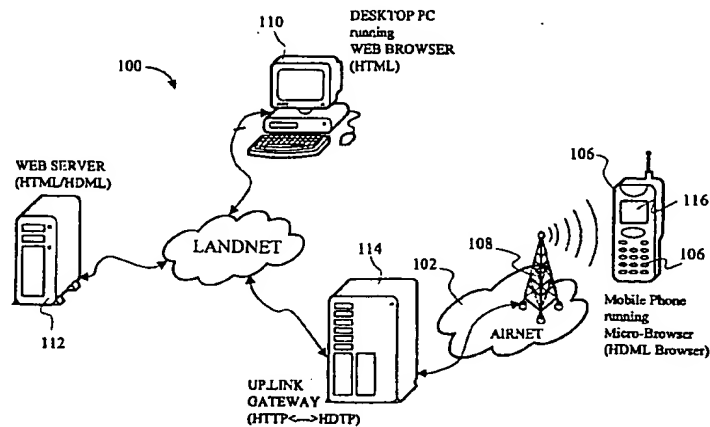 110
DESKTOP PC
running
WEB BROWSER
(HTML)
100
WEB SERVER
(HTML/HDML)
112
LANDNET
114
102
108
AIRNET
106
116
106
Mobile Phone
running
Micro-Browser
(HDML Browser)
UP.LINK
GATEWAY
(HTTP<--->HDTP)